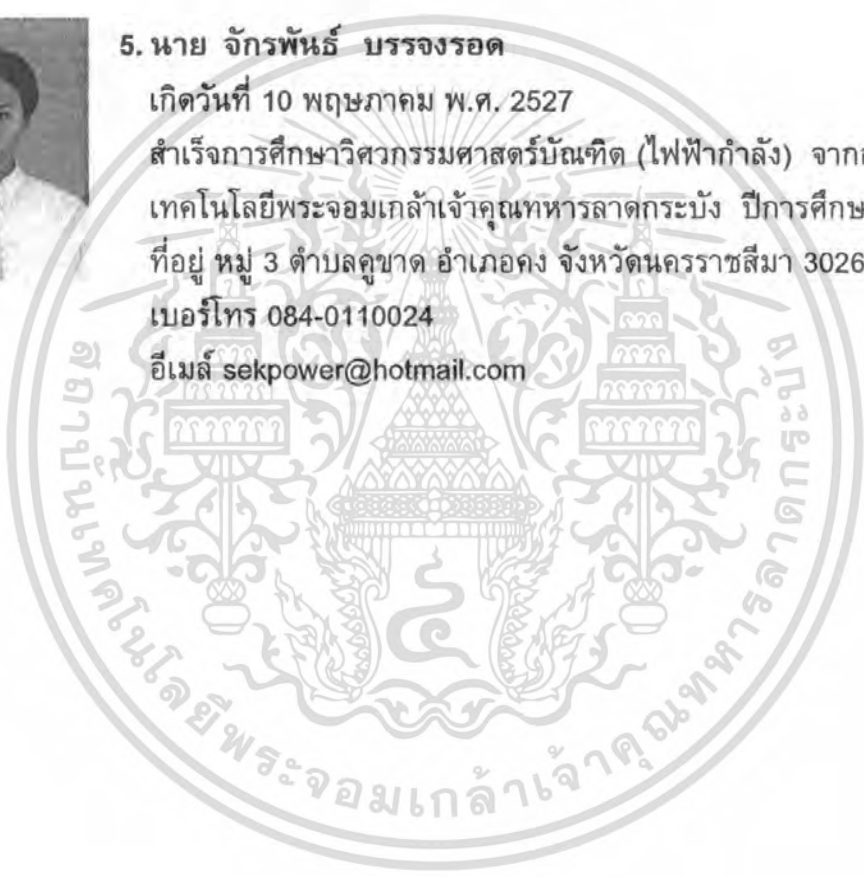 5. นาย จักรพันธ์ บรรจงรอด
เกิดวันที่ 10 พฤษภาคม พ.ศ. 2527
สำเร็จการศึกษาวิศวกรรมศาสตร์บัณฑิต (ไฟฟ้ากำลัง)
เทคโนโลยีพระจอมเกล้าเจ้าคุณทหารลาดกระบัง
ที่อยู่ หมู่ 3 ตำบลคูขาด อำเภอคง จังหวัดนครราชสีมา 3026
เบอร์โทร 084-0110024
อีเมล์ sekpower@hotmail.com
สถาบันเทคโนโลยีพระจอมเกล้าเจ้าคุณทหารลาดกระบัง